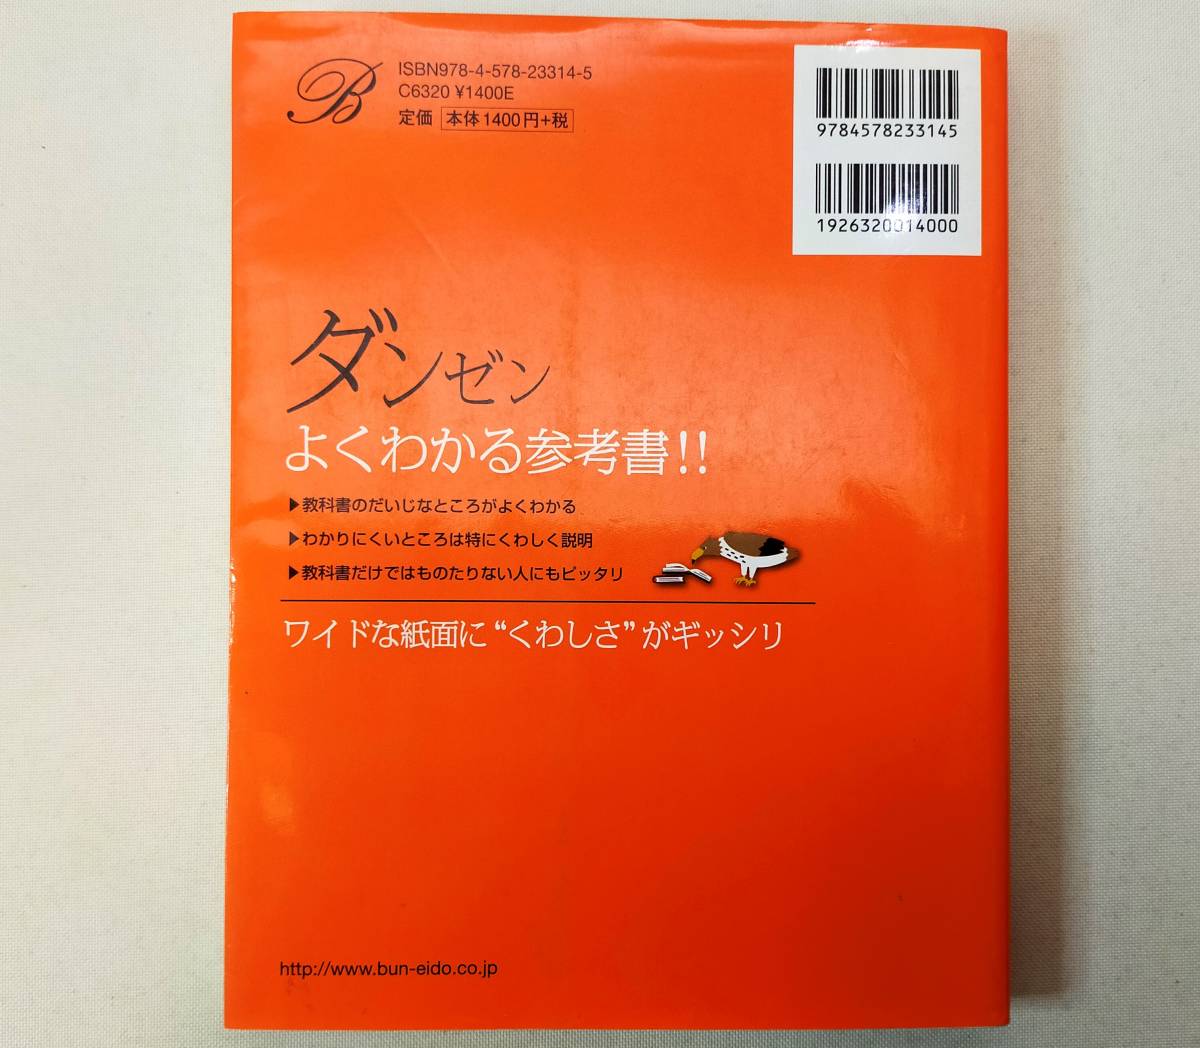 B
ISBN978-4-578-23314-5
C6320 ¥1400E
定価 本体1400円+税
9784578233145
1926320014000
ダンゼン
よくわかる参考書!!
▶教科書のだいじなところがよくわかる
▶わかりにくいところは特にくわしく説明
▶教科書だけではものたりない人にもピッタリ
ワイドな紙面に“くわしさ”がギッシリ
http://www.bun-eido.co.jp